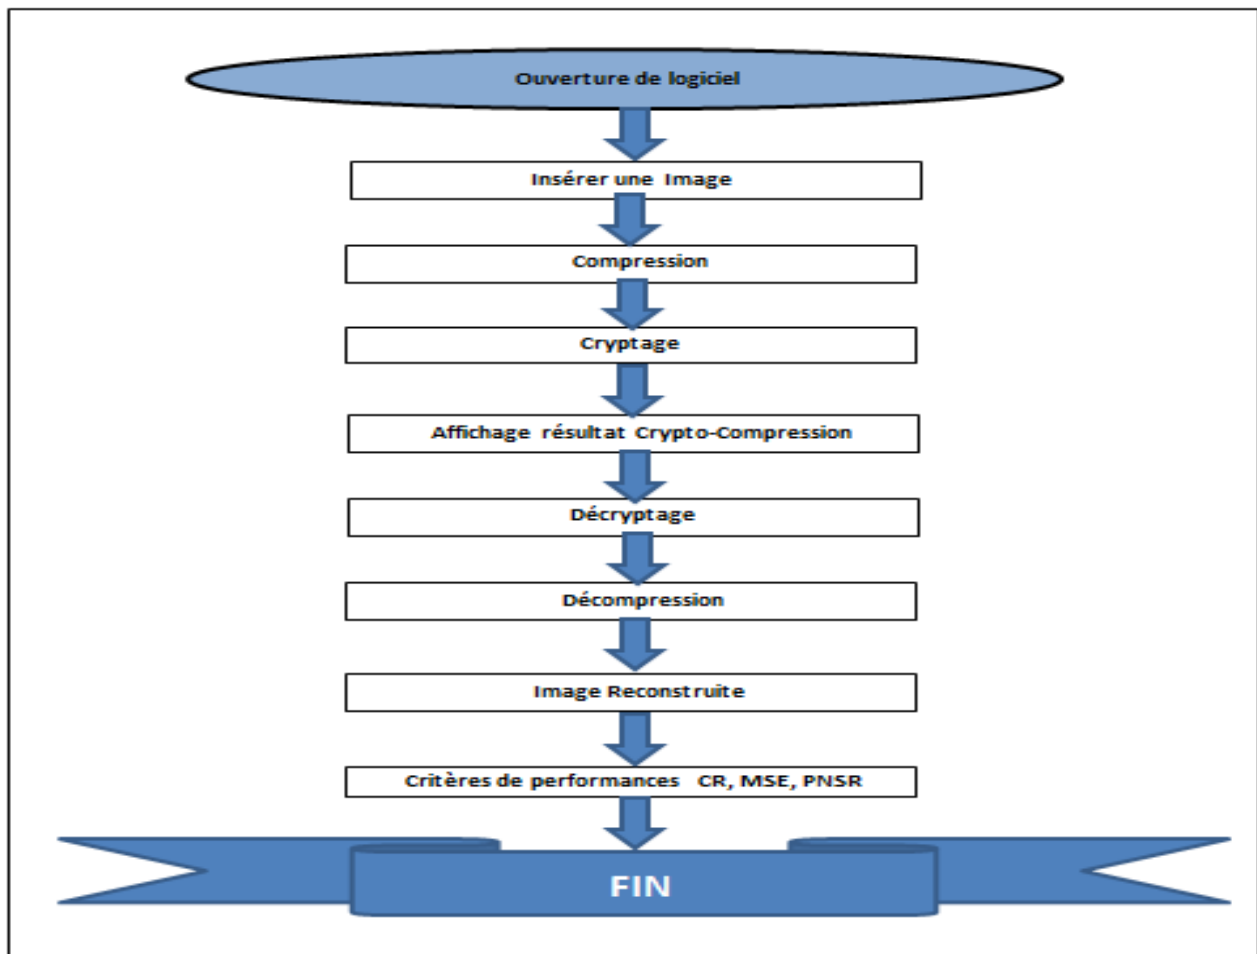 Ouverture de logiciel
Insérer une Image
Compression
Cryptage
Affichage résultat Crypto-Compression
Décryptage
Décompression
Image Reconstruite
Critères de performances CR, MSE, PNSR
FIN